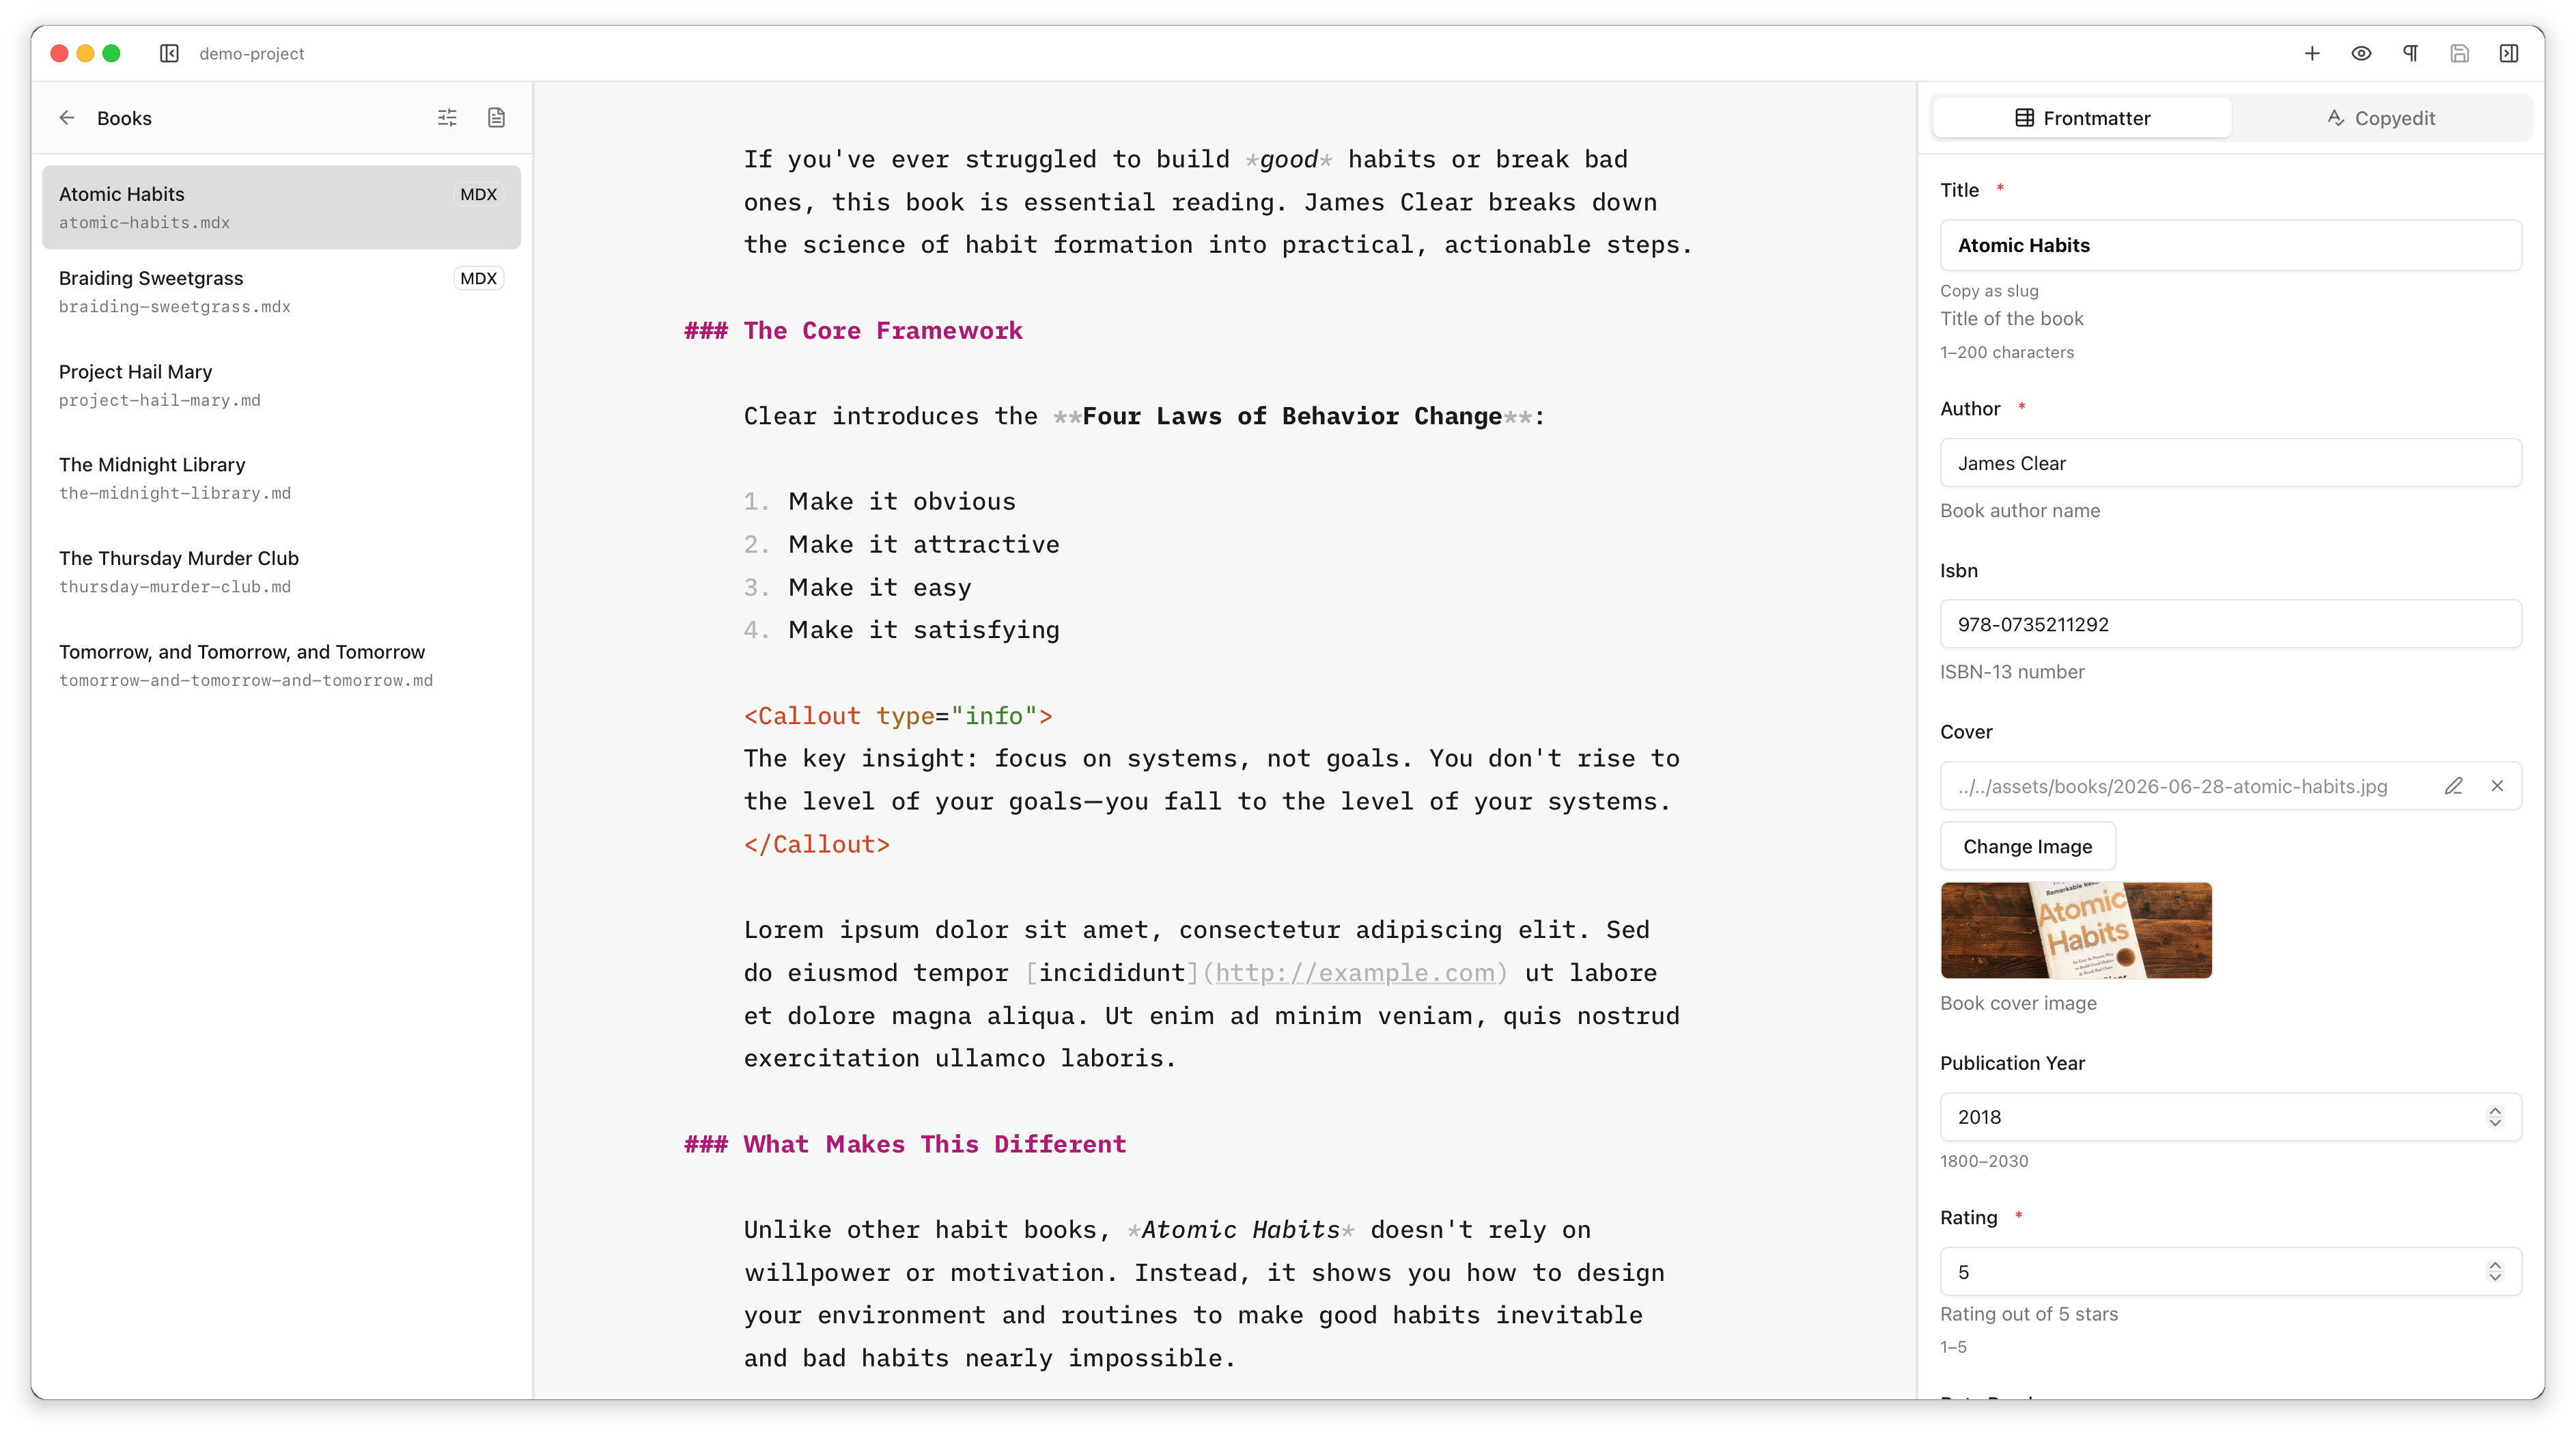 demo-project
Books
Atomic Habits
MDX
atomic-habits.mdx
Braiding Sweetgrass
MDX
braiding-sweetgrass.mdx
Project Hail Mary
project-hail-mary.md
The Midnight Library
the-midnight-library.md
The Thursday Murder Club
thursday-murder-club.md
Tomorrow, and Tomorrow, and Tomorrow
tomorrow-and-tomorrow-and-tomorrow.md
If you've ever struggled to build *good* habits or break bad
ones, this book is essential reading. James Clear breaks down
the science of habit formation into practical, actionable steps.
### The Core Framework
Clear introduces the **Four Laws of Behavior Change**:
1. Make it obvious
2. Make it attractive
3. Make it easy
4. Make it satisfying
<Callout type="info">
The key insight: focus on systems, not goals. You don't rise to
the level of your goals—you fall to the level of your systems.
</Callout>
Lorem ipsum dolor sit amet, consectetur adipiscing elit. Sed
do eiusmod tempor [incididunt](http://example.com) ut labore
et dolore magna aliqua. Ut enim ad minim veniam, quis nostrud
exercitation ullamco laboris.
### What Makes This Different
Unlike other habit books, *Atomic Habits* doesn't rely on
willpower or motivation. Instead, it shows you how to design
your environment and routines to make good habits inevitable
and bad habits nearly impossible.
Frontmatter
Copyedit
Title *
Atomic Habits
Copy as slug
Title of the book
1–200 characters
Author *
James Clear
Book author name
Isbn
978-0735211292
ISBN-13 number
Cover
../../assets/books/2026-06-28-atomic-habits.jpg
Change Image
Atomic
Habits
Book cover image
Publication Year
2018
1800–2030
Rating *
5
Rating out of 5 stars
1–5